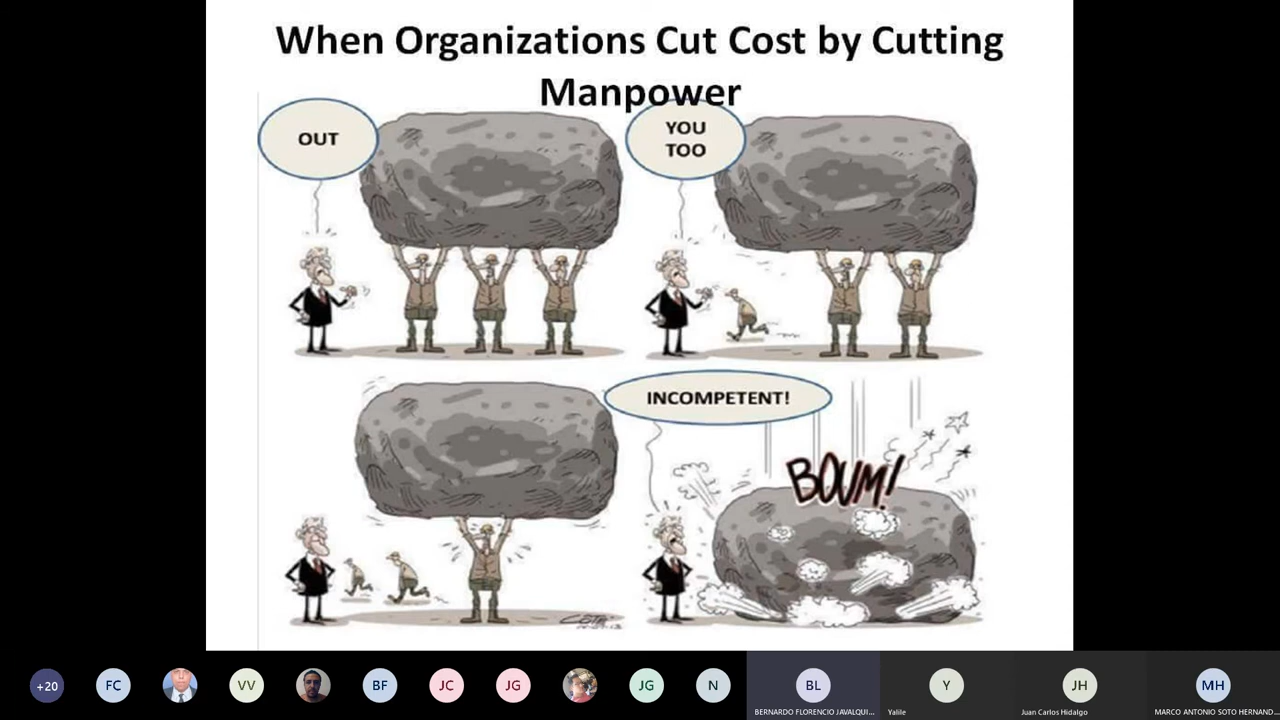 When Organizations Cut Cost by Cutting
Manpower
OUT
YOU
TOO
INCOMPETENT!
BOUM!
+20
FC
VV
BF
JC
JG
JG
N
BL
BERNARDO FLORENCIO JAVALQUI...
Y
Yalile
JH
Juan Carlos Hidalgo
MH
MARCO ANTONIO SOTO HERNAND...